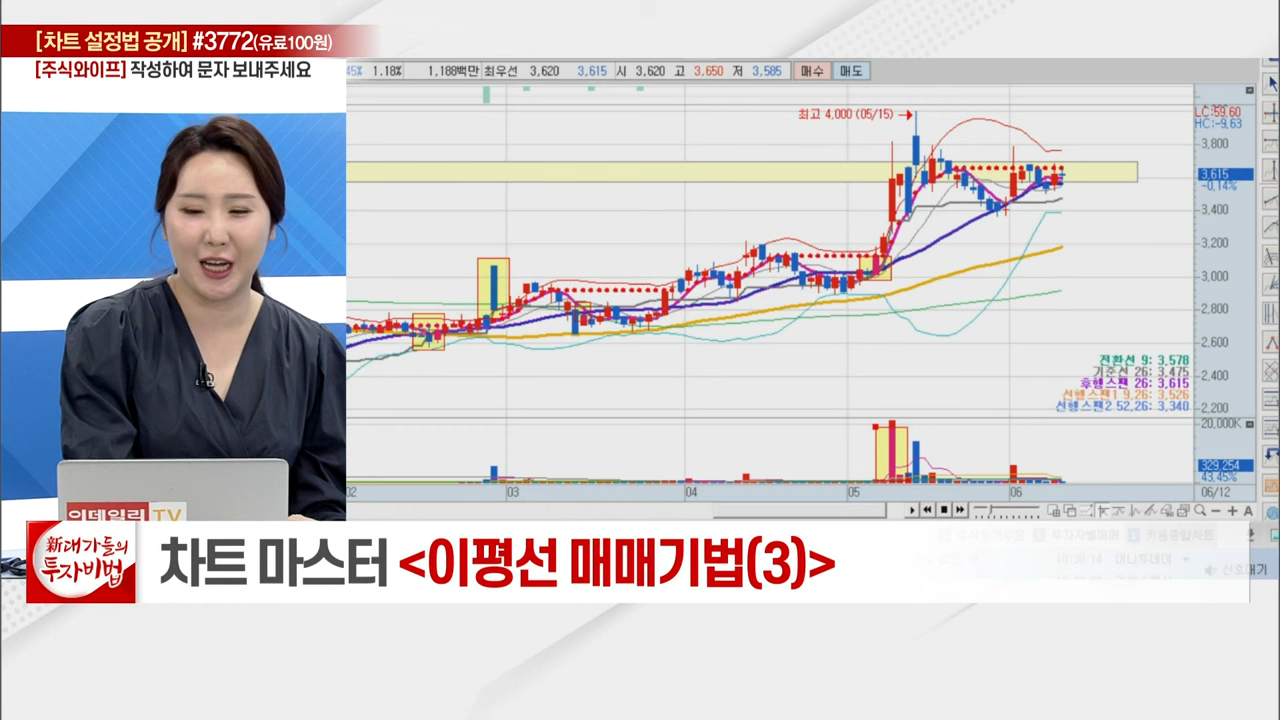 [차트 설정법 공개] #3772(유료100원)
[주식와이프] 작성하여 문자 보내주세요
45% 1.18% 1,188백만 최우선 3,620 3,615 시 3,620 고 3,650 저 3,585 매수 매도
최고 4,000 (05/15)
LC:59.60
HC:-9.63
3,800
3,615
-0.14%
3,400
3,200
3,000
2,800
2,600
2,400
2,200
전환선 9: 3,578
기준선 26: 3,475
후행스팬 26: 3,615
선행스팬1 9,26: 3,526
선행스팬2 52,26: 3,340
20,000K
329,254
43.45%
02 03 04 05 06 06/12
이데일리 TV
新대가들의
투자비법
차트 마스터 <이평선 매매기법(3)>